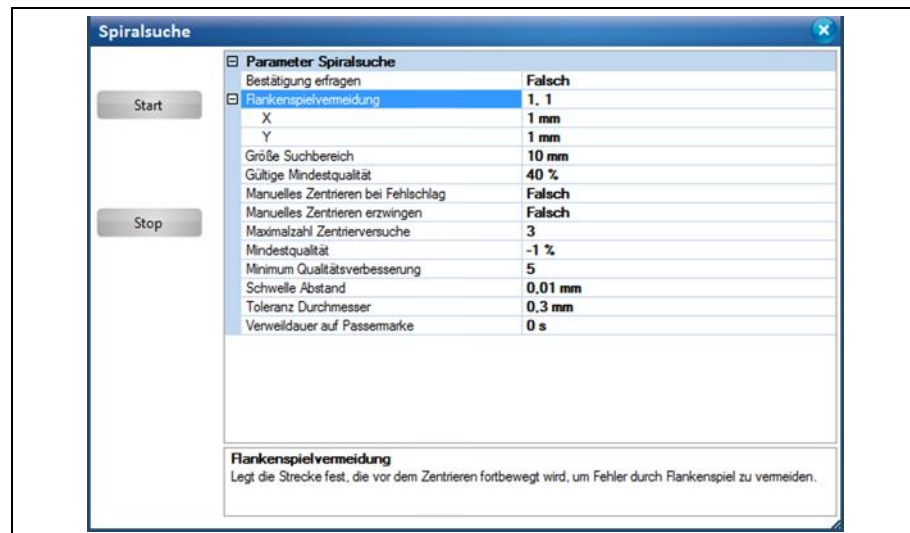 Spiralsuche
Start
Stop
Parameter Spiralsuche
Bestätigung erfragen Falsch
Flankenspielvermeidung 1, 1
X 1 mm
Y 1 mm
Größe Suchbereich 10 mm
Gültige Mindestqualität 40 %
Manuelles Zentrieren bei Fehlschlag Falsch
Manuelles Zentrieren erzwingen Falsch
Maximalzahl Zentrierversuche 3
Mindestqualität -1 %
Minimum Qualitätsverbesserung 5
Schwelle Abstand 0,01 mm
Toleranz Durchmesser 0,3 mm
Verweildauer auf Passermarke 0 s
Flankenspielvermeidung
Legt die Strecke fest, die vor dem Zentrieren fortbewegt wird, um Fehler durch Flankenspiel zu vermeiden.